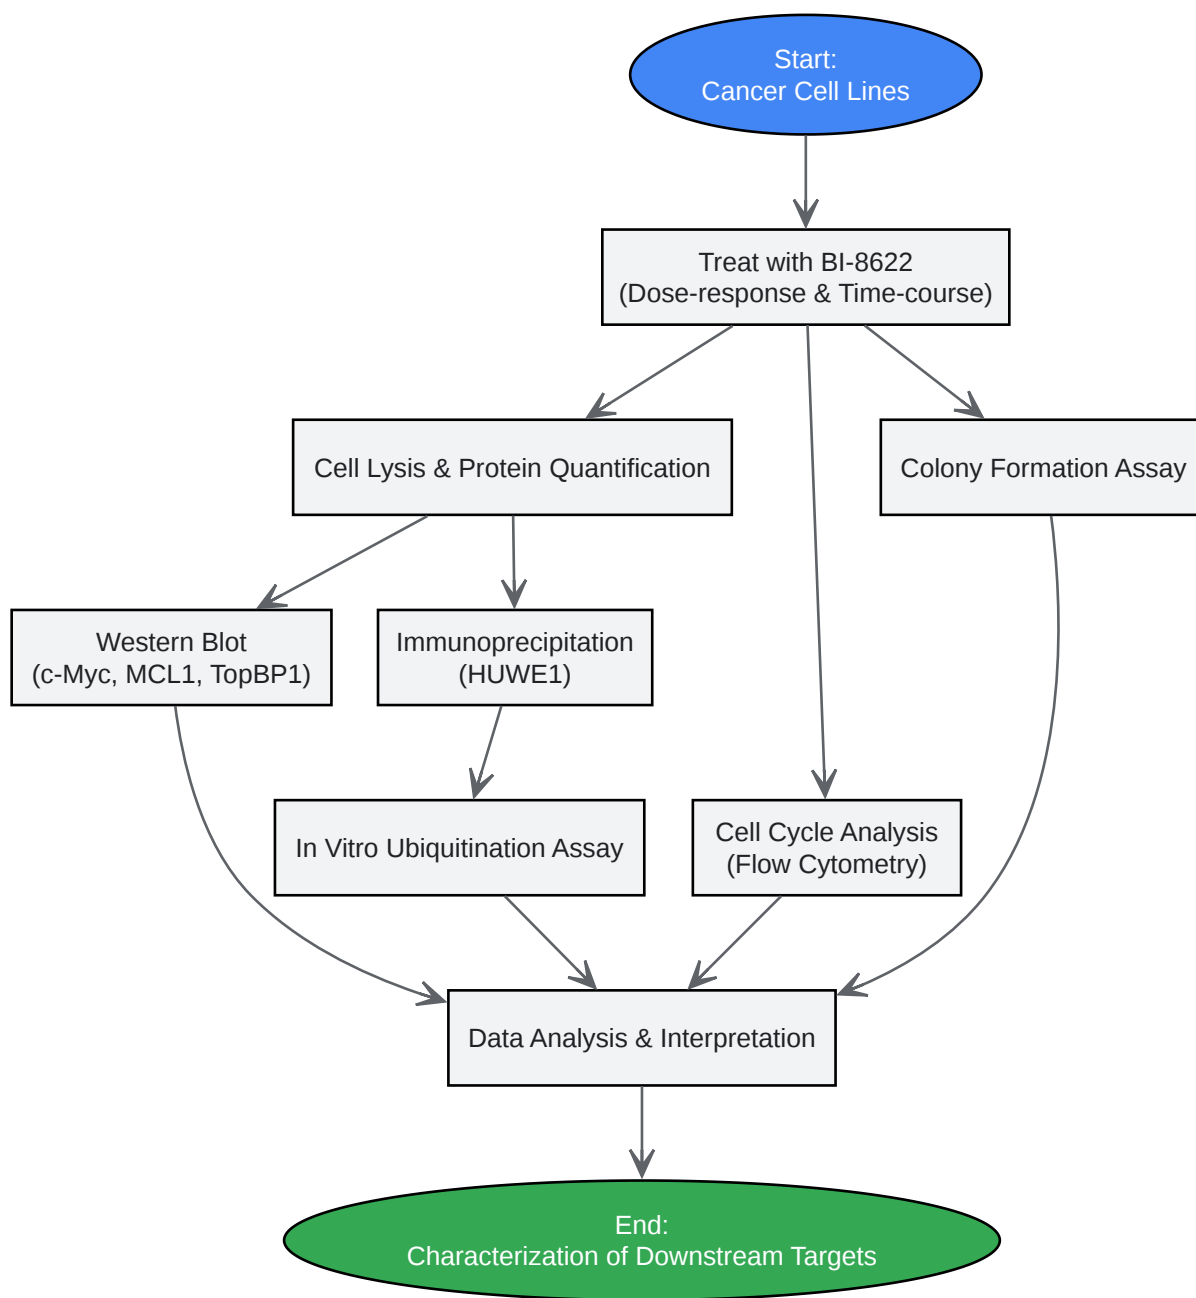 Start:
Cancer Cell Lines
Treat with BI-8622
(Dose-response & Time-course)
Cell Lysis & Protein Quantification
Colony Formation Assay
Western Blot
(c-Myc, MCL1, TopBP1)
Immunoprecipitation
(HUWE1)
In Vitro Ubiquitination Assay
Cell Cycle Analysis
(Flow Cytometry)
Data Analysis & Interpretation
End:
Characterization of Downstream Targets